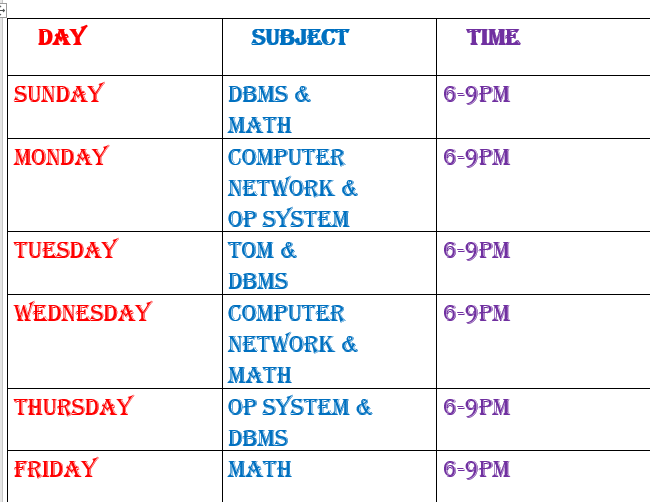 DAY SUBJECT TIME
SUNDAY DBMS & 6-9PM
MATH
MONDAY COMPUTER 6-9PM
NETWORK &
OP SYSTEM
TUESDAY TOM & 6-9PM
DBMS
WEDNESDAY COMPUTER 6-9PM
NETWORK &
MATH
THURSDAY OP SYSTEM & 6-9PM
DBMS
FRIDAY MATH 6-9PM